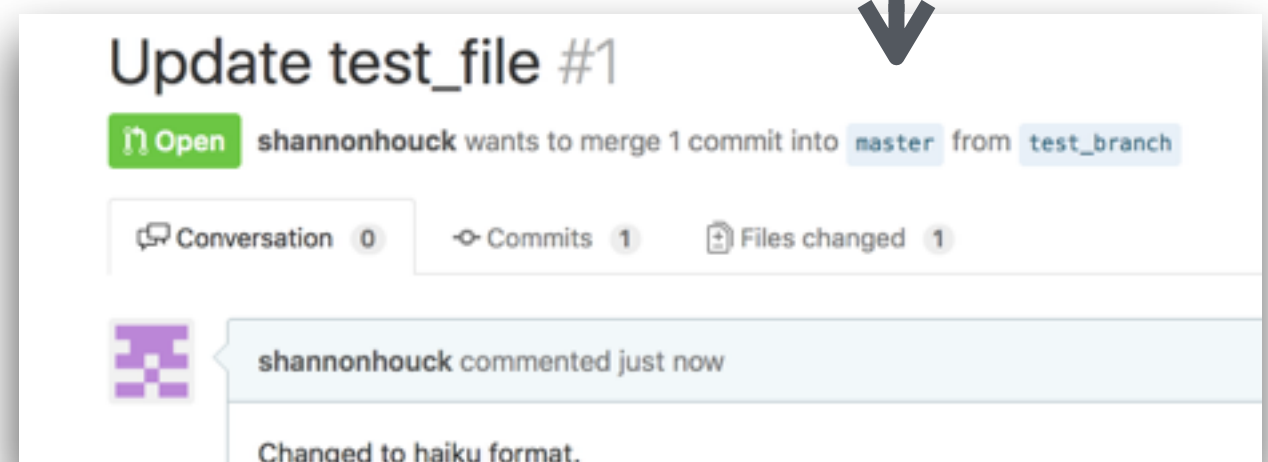 Update test_file #1
Open shannonhouck wants to merge 1 commit into master from test_branch
Conversation 0 Commits 1 Files changed 1
shannonhouck commented just now
Changed to haiku format.